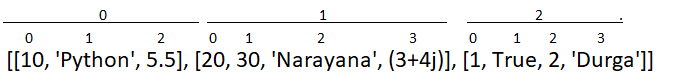 0 1 2 .
0 1 2 0 1 2 3 0 1 2 3
[[10, 'Python', 5.5], [20, 30, 'Narayana', (3+4j)], [1, True, 2, 'Durga']]